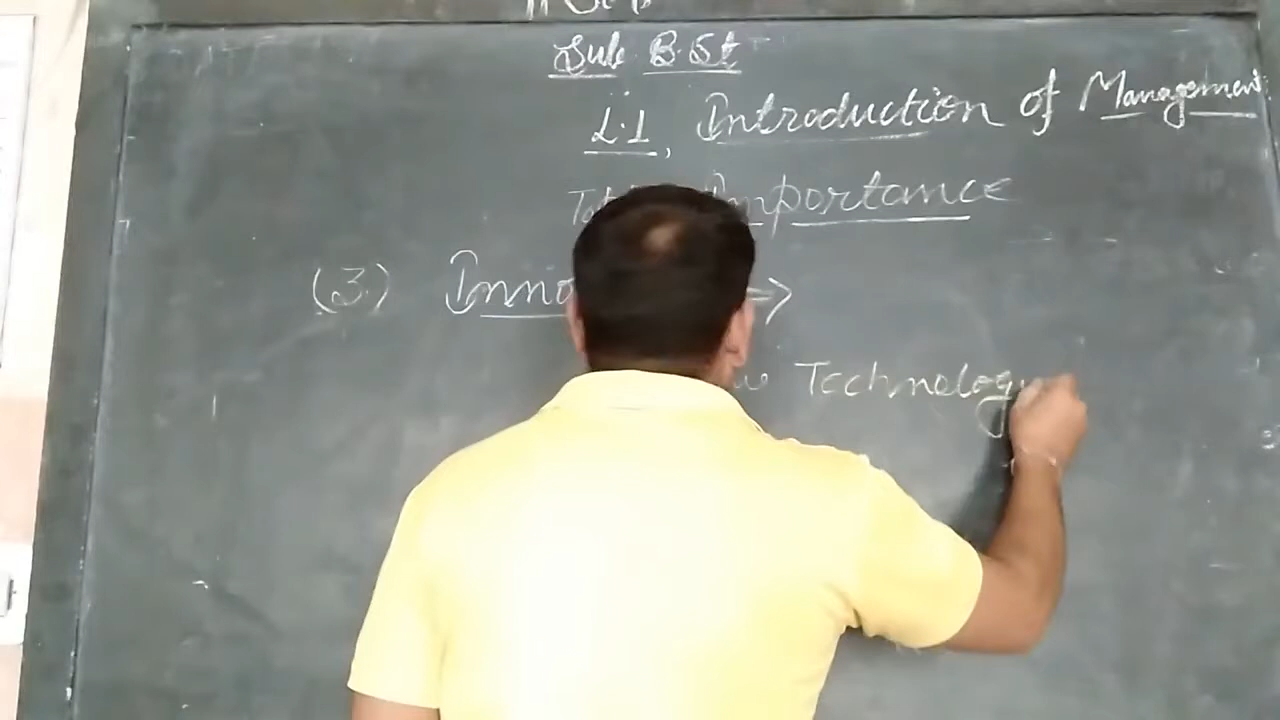 Sub B.St
L.1, Introduction of Management
Importance
(3.) Inno =>
Technology